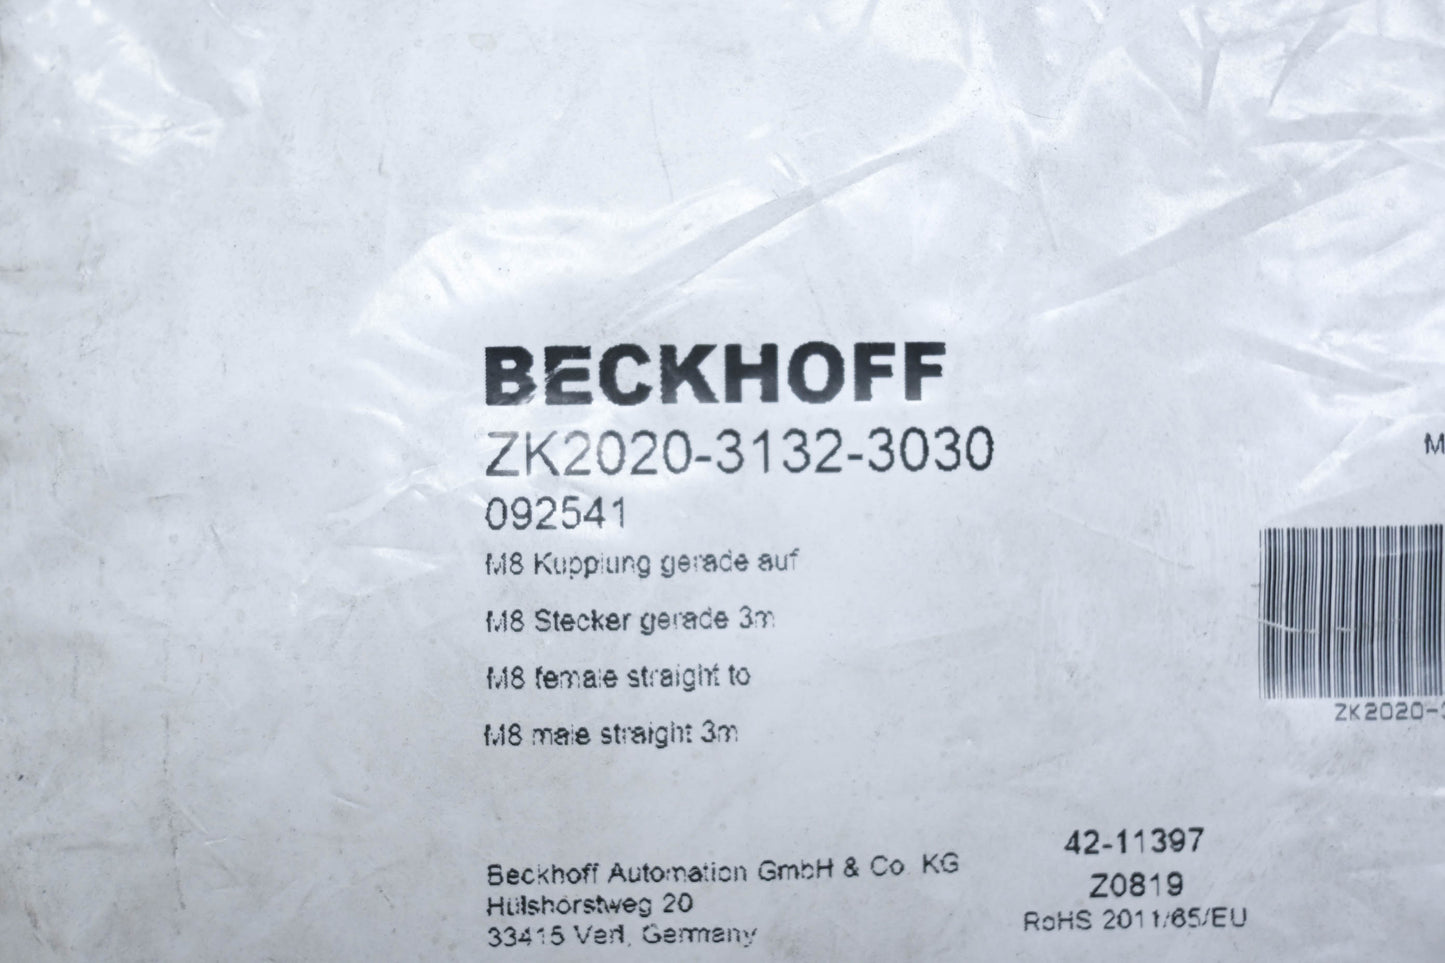 BECKHOFF
ZK2020-3132-3030
092541
M8 Kupplung gerade auf
M8 Stecker gerade 3m
M8 female straight to
M8 male straight 3m
M
ZK2020-3
Beckhoff Automation GmbH & Co. KG
Hülshorstweg 20
33415 Verl, Germany
42-11397
Z0819
RoHS 2011/65/EU